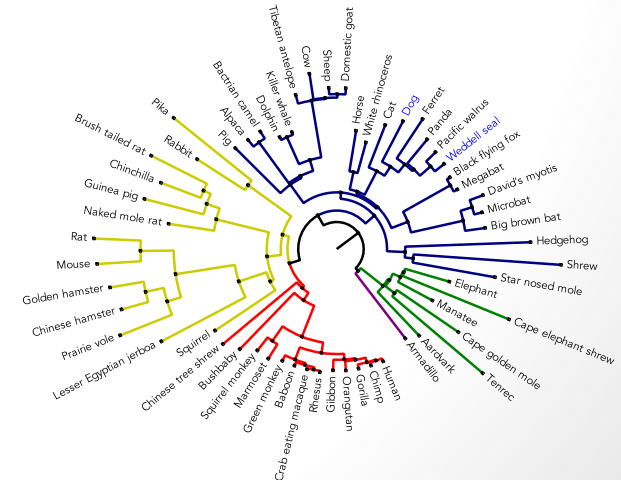 Tibetan antelope
Cow
Sheep
Domestic goat
Killer whale
Dolphin
Bactrian camel
Alpaca
Pig
Horse
White rhinoceros
Cat
Dog
Ferret
Panda
Pacific walrus
Weddell seal
Black flying fox
Megabat
David's myotis
Microbat
Big brown bat
Hedgehog
Shrew
Star nosed mole
Elephant
Cape elephant shrew
Manatee
Cape golden mole
Tenrec
Aardvark
Armadillo
Human
Chimp
Gorilla
Orangutan
Gibbon
Rhesus
Crab eating macaque
Baboon
Green monkey
Marmoset
Squirrel monkey
Bushbaby
Chinese tree shrew
Squirrel
Lesser Egyptian jerboa
Prairie vole
Chinese hamster
Golden hamster
Mouse
Rat
Naked mole rat
Guinea pig
Chinchilla
Brush tailed rat
Rabbit
Pika